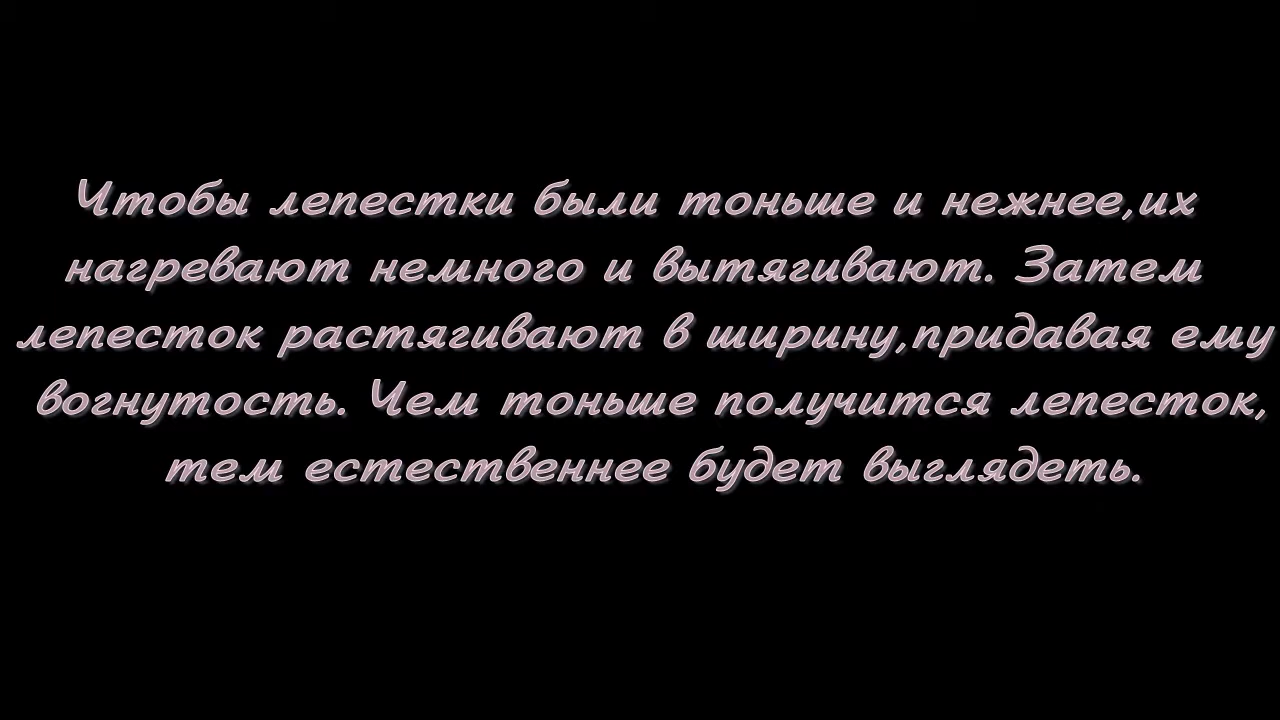 Чтобы лепестки были тоньше и нежнее,их
нагревают немного и вытягивают. Затем
лепесток растягивают в ширину,придавая ему
вогнутость. Чем тоньше получится лепесток,
тем естественнее будет выглядеть.